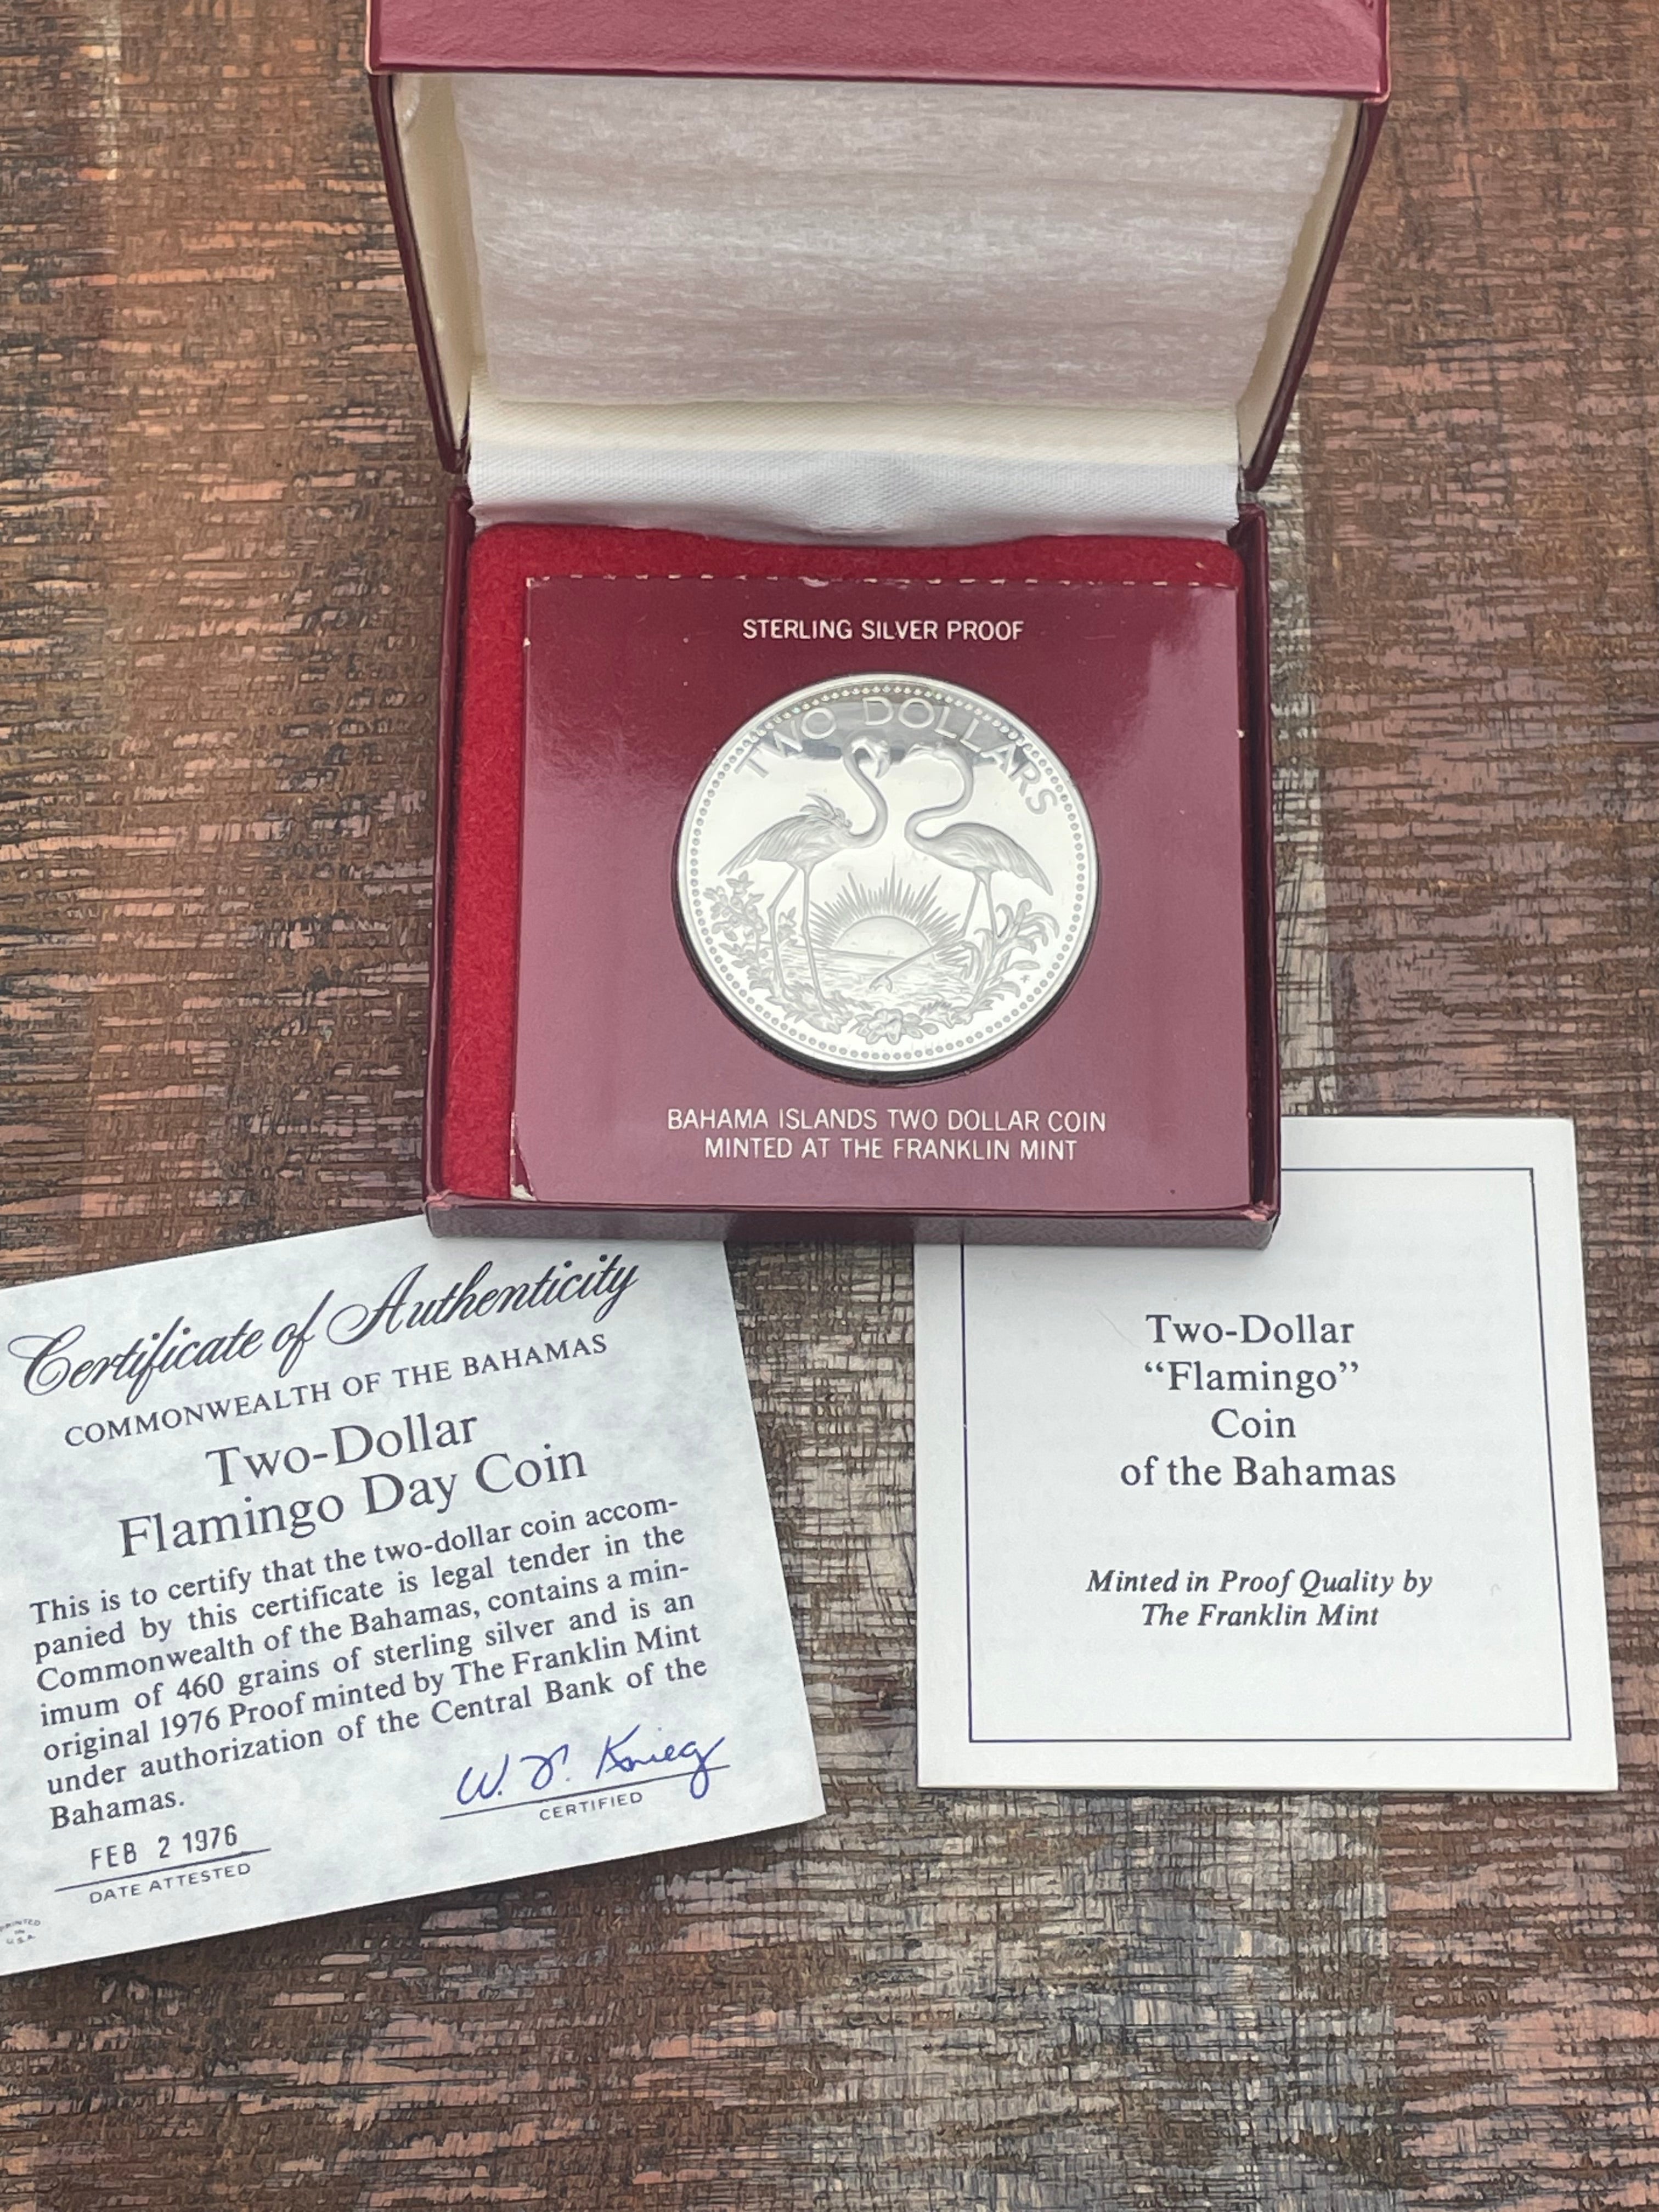 STERLING SILVER PROOF
TWO DOLLARS
BAHAMA ISLANDS TWO DOLLAR COIN
MINTED AT THE FRANKLIN MINT
Certificate of Authenticity
COMMONWEALTH OF THE BAHAMAS
Two-Dollar
Flamingo Day Coin
This is to certify that the two-dollar coin accom-
panied by this certificate is legal tender in the
Commonwealth of the Bahamas, contains a min-
imum of 460 grains of sterling silver and is an
original 1976 Proof minted by The Franklin Mint
under authorization of the Central Bank of the
Bahamas.
W. J. Krieg
CERTIFIED
FEB 2 1976
DATE ATTESTED
PRINTED
IN
U.S.A.
Two-Dollar
“Flamingo”
Coin
of the Bahamas
Minted in Proof Quality by
The Franklin Mint